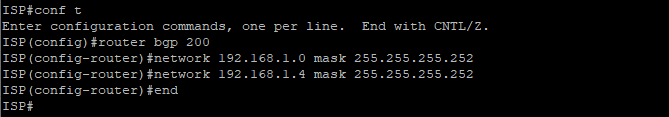 ISP#conf t
Enter configuration commands, one per line.  End with CNTL/Z.
ISP(config)#router bgp 200
ISP(config-router)#network 192.168.1.0 mask 255.255.255.252
ISP(config-router)#network 192.168.1.4 mask 255.255.255.252
ISP(config-router)#end
ISP#